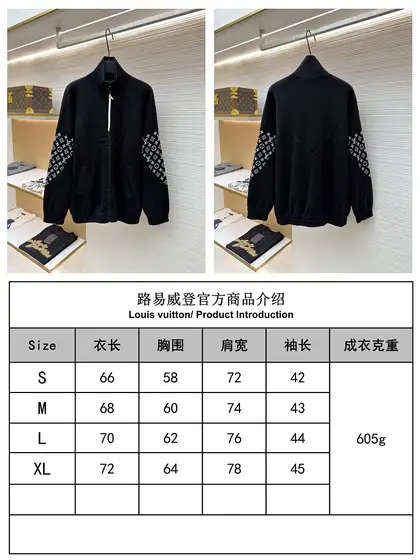 路易威登官方商品介绍
Louis vuitton/ Product Introduction
Size 衣长 胸围 肩宽 袖长 成衣克重
S 66 58 72 42
M 68 60 74 43
L 70 62 76 44
XL 72 64 78 45
605g